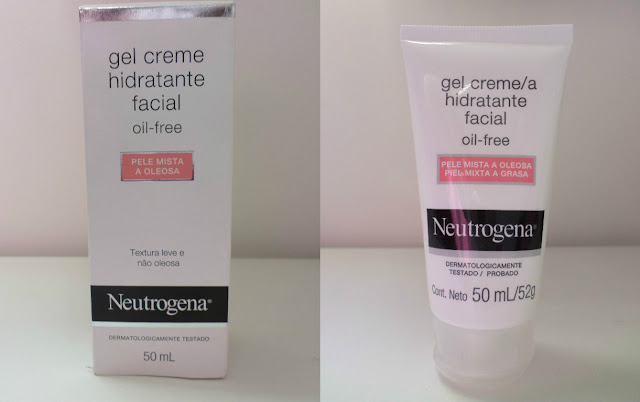 gel creme
hidratante
facial
oil-free
PELE MISTA
A OLEOSA
Textura leve e
não oleosa
Neutrogena®
DERMATOLOGICAMENTE TESTADO
50 mL
gel creme/a
hidratante
facial
oil-free
PELE MISTA A OLEOSA
PIEL MIXTA A GRASA
Neutrogena®
DERMATOLOGICAMENTE
TESTADO / PROBADO
Cont. Neto 50 mL/52g